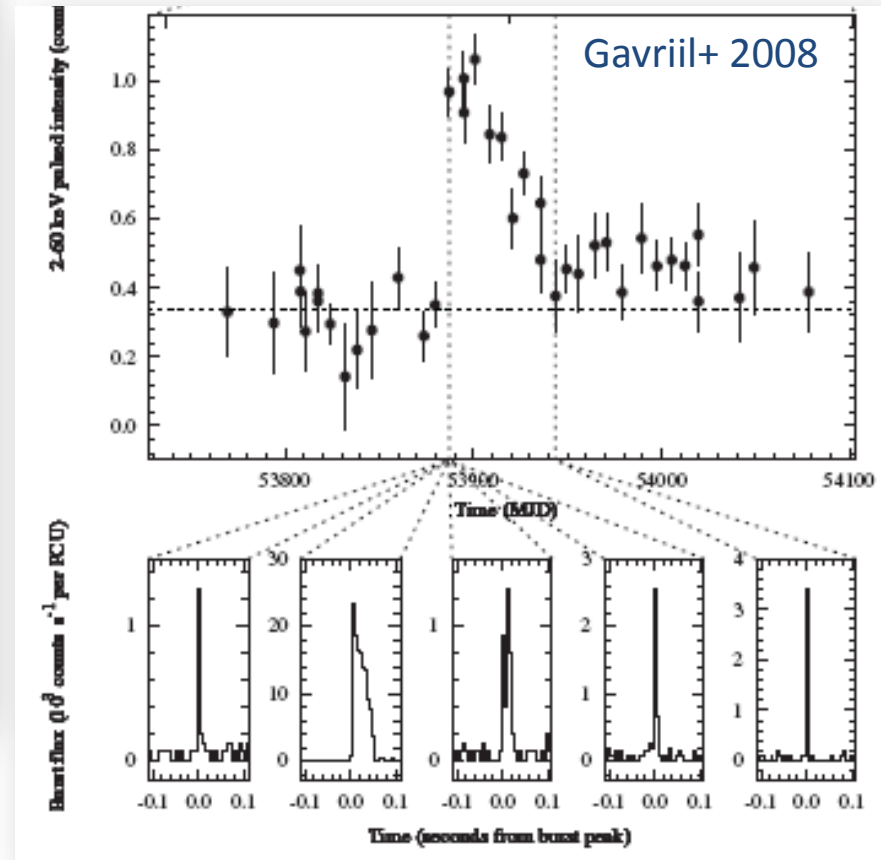 Gavriil+ 2008
2-60 keV pulsed intensity
1.0
0.8
0.6
0.4
0.2
0.0
53800 53900 54000 54100
Time (MJD)
Burst flux (10³ counts s⁻¹ per PCU)
1 30 1 3 4
20 2 3
10 1 2
1
0 0 0 0 0
-0.1 0.0 0.1 -0.1 0.0 0.1 -0.1 0.0 0.1 -0.1 0.0 0.1 -0.1 0.0 0.1
Time (seconds from burst peak)